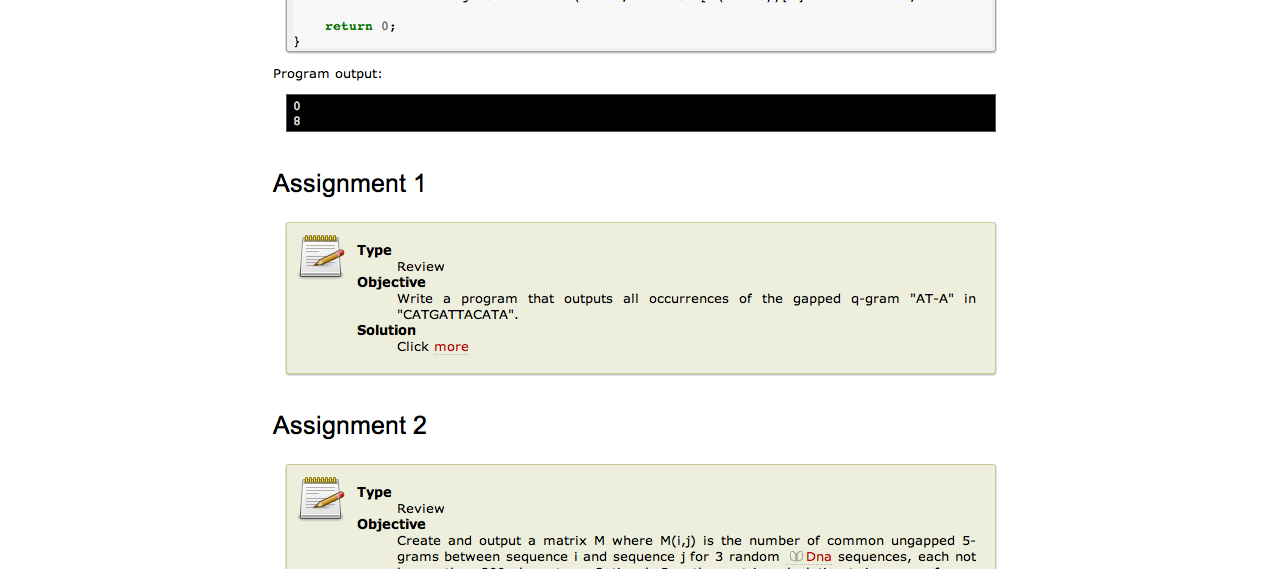 return 0;
}
Program output:
0
8
Assignment 1
Type
Review
Objective
Write a program that outputs all occurrences of the gapped q-gram "AT-A" in
"CATGATTACATA".
Solution
Click more
Assignment 2
Type
Review
Objective
Create and output a matrix M where M(i,j) is the number of common ungapped 5-
grams between sequence i and sequence j for 3 random Dna sequences, each not